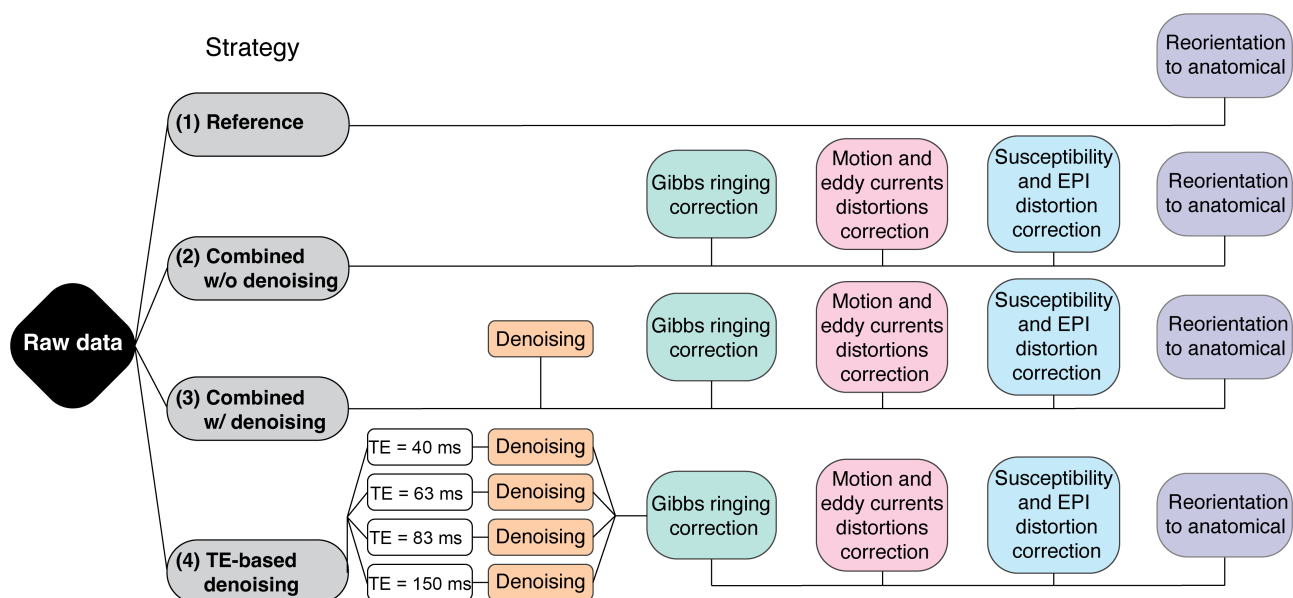 Strategy
Reorientation
to anatomical
(1) Reference
Gibbs ringing
correction
Motion and
eddy currents
distortions
correction
Susceptibility
and EPI
distortion
correction
Reorientation
to anatomical
(2) Combined
w/o denoising
Raw data
Denoising
Gibbs ringing
correction
Motion and
eddy currents
distortions
correction
Susceptibility
and EPI
distortion
correction
Reorientation
to anatomical
(3) Combined
w/ denoising
TE = 40 ms
Denoising
TE = 63 ms
Denoising
TE = 83 ms
Denoising
TE = 150 ms
Denoising
Gibbs ringing
correction
Motion and
eddy currents
distortions
correction
Susceptibility
and EPI
distortion
correction
Reorientation
to anatomical
(4) TE-based
denoising